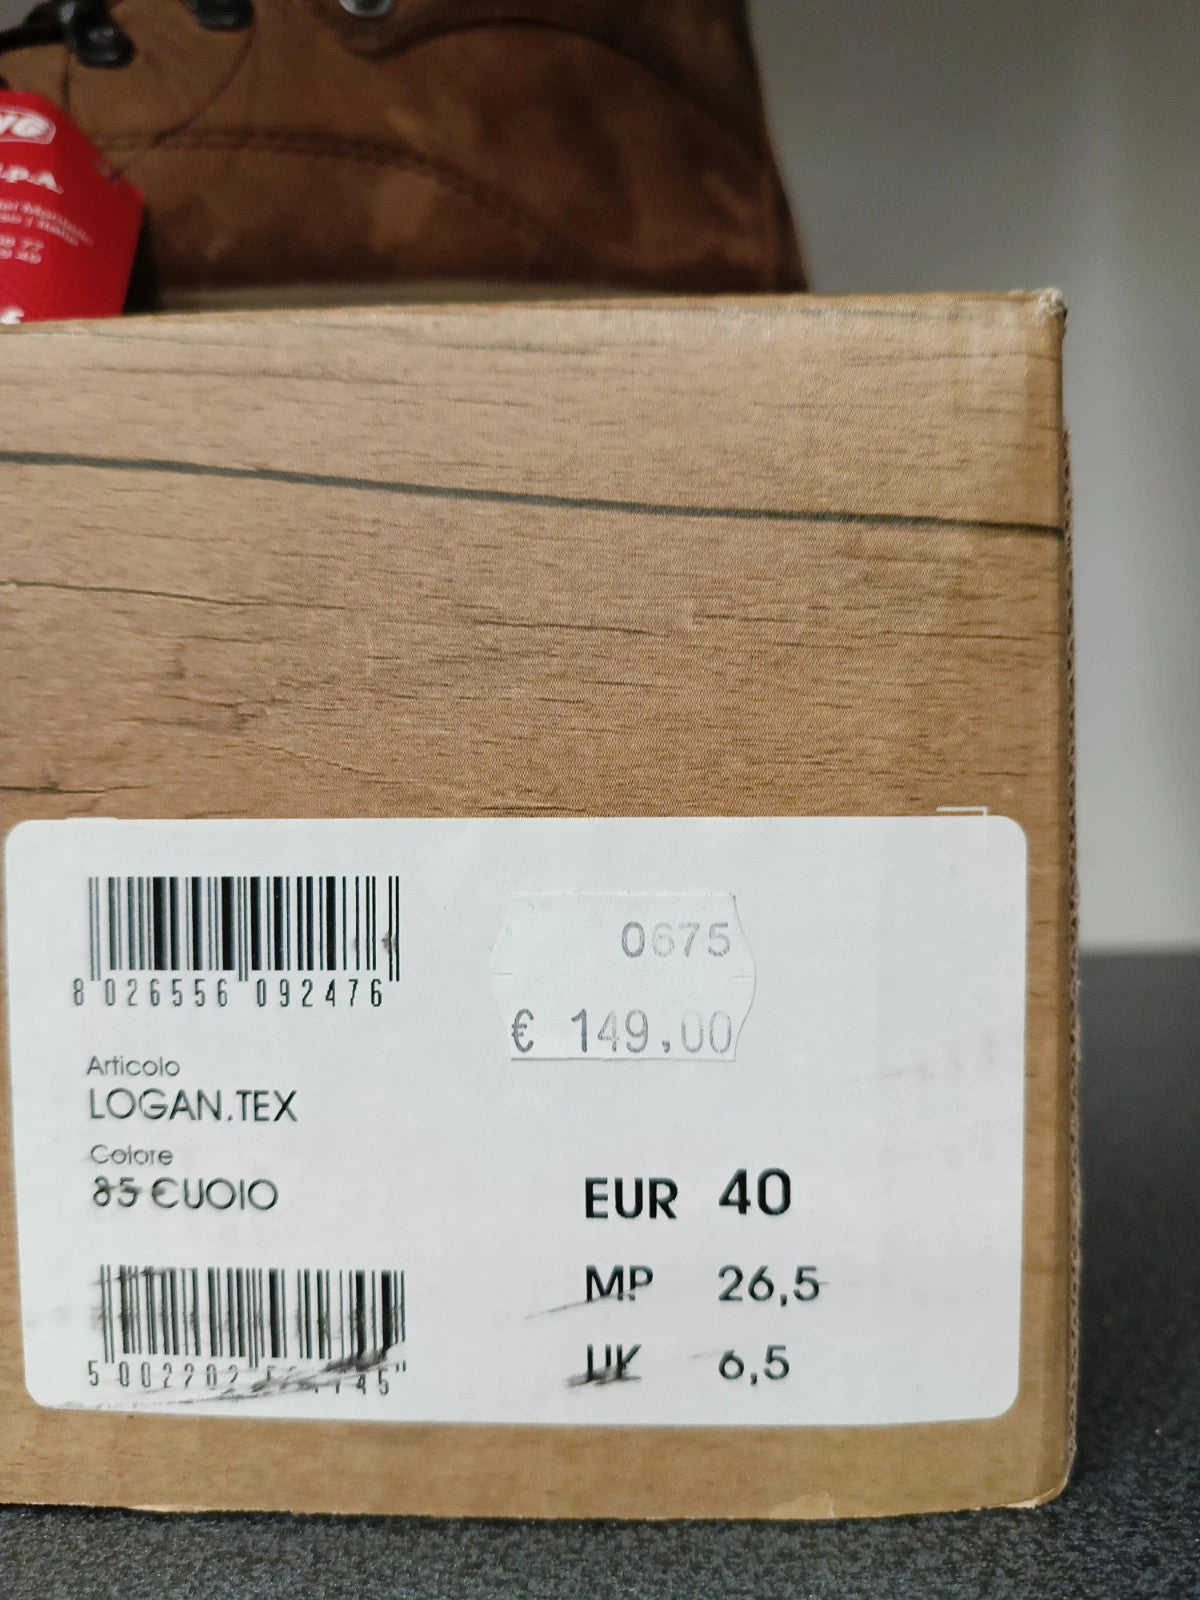 S.p.A.
8 026556 092476
0675
€ 149,00
Articolo
LOGAN.TEX
Colore
85 CUOIO
EUR 40
MP 26,5
UK 6,5